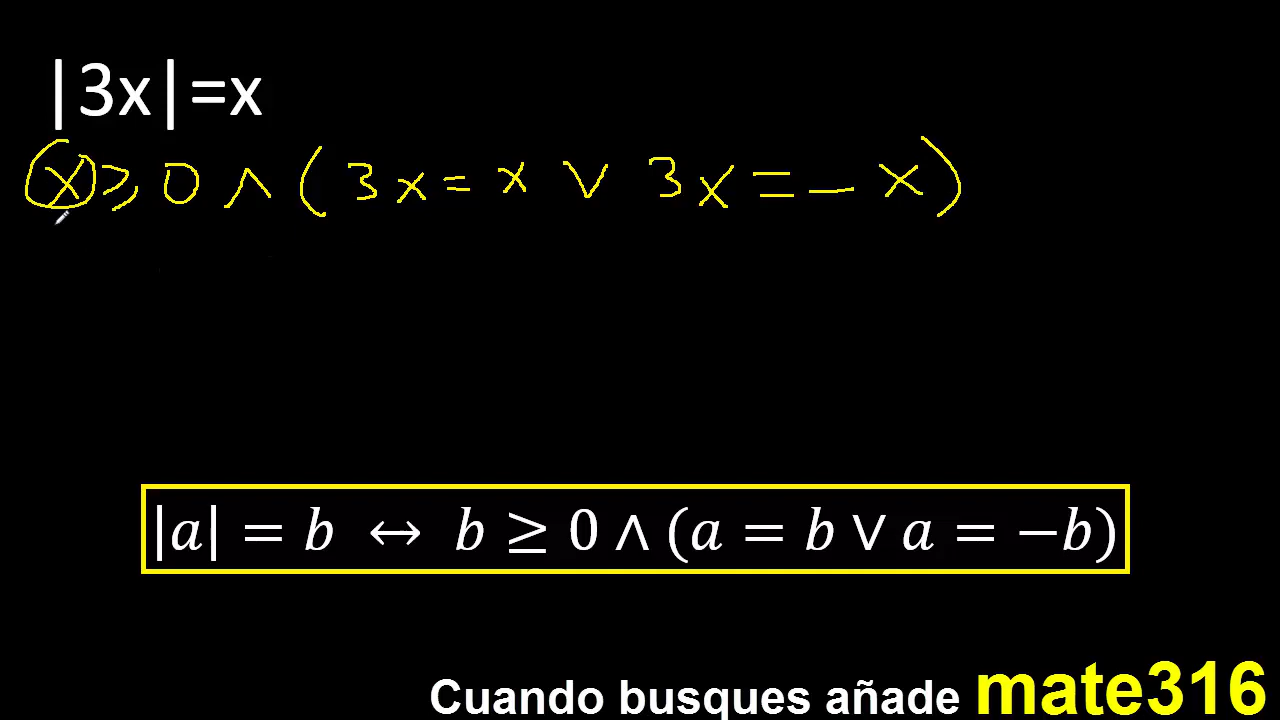 |3x|=x
x ≥ 0 ∧ ( 3x = x ∨ 3x = − x )
|a| = b ↔ b ≥ 0 ∧ (a = b ∨ a = −b)
Cuando busques añade mate316